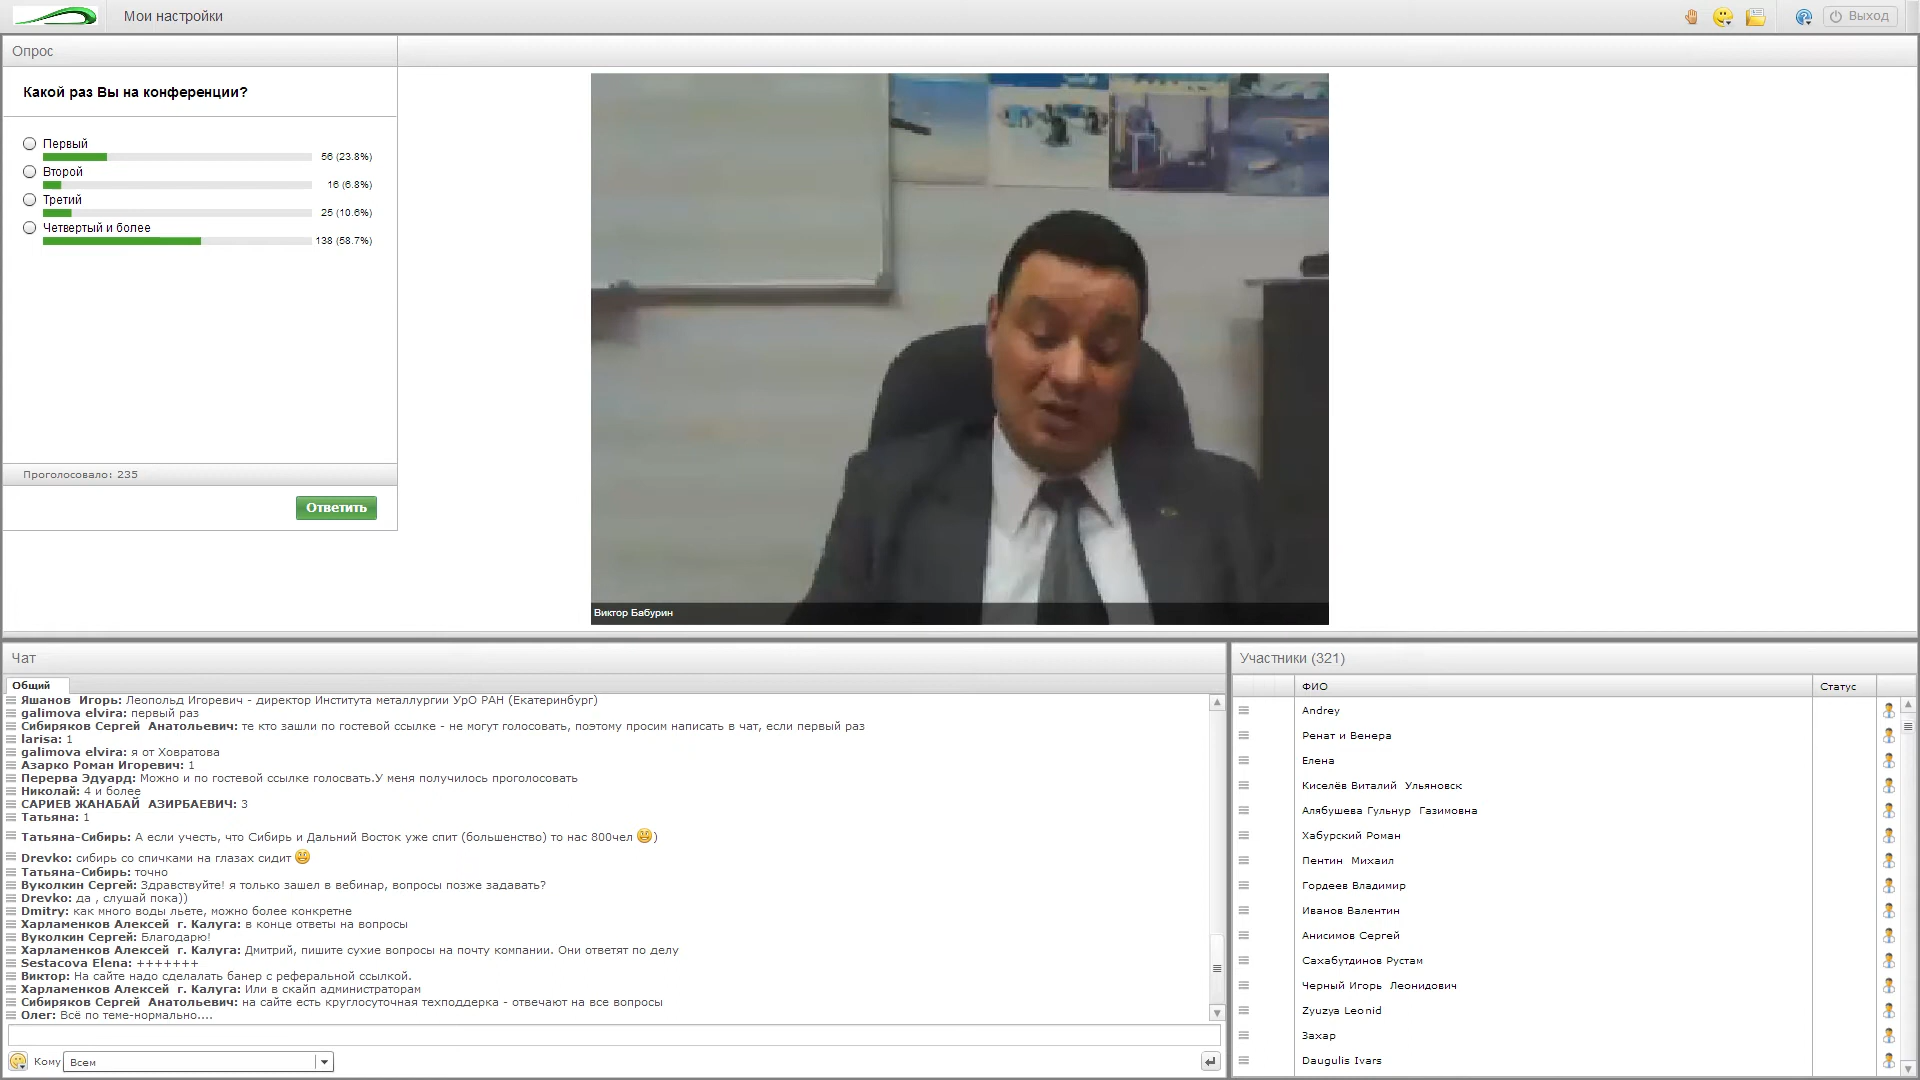 Мои настройки
Выход
Опрос
Какой раз Вы на конференции?
Первый
56 (23.8%)
Второй
16 (6.8%)
Третий
25 (10.6%)
Четвертый и более
138 (58.7%)
Проголосовало: 235
Ответить
Виктор Бабурин
Чат
Общий
Яшанов Игорь: Леопольд Игоревич - директор Института металлургии УрО РАН (Екатеринбург)
galimova elvira: первый раз
Сибиряков Сергей Анатольевич: те кто зашли по гостевой ссылке - не могут голосовать, поэтому просим написать в чат, если первый раз
larisa: 1
galimova elvira: я от Ховратова
Азарко Роман Игоревич: 1
Перерва Эдуард: Можно и по гостевой ссылке голосвать.У меня получилось проголосовать
Николай: 4 и более
САРИЕВ ЖАНАБАЙ АЗИРБАЕВИЧ: 3
Татьяна: 1
Татьяна-Сибирь: А если учесть, что Сибирь и Дальний Восток уже спит (большенство) то нас 800чел )
Drevko: сибирь со спичками на глазах сидит
Татьяна-Сибирь: точно
Вуколкин Сергей: Здравствуйте! я только зашел в вебинар, вопросы позже задавать?
Drevko: да , слушай пока))
Dmitry: как много воды льете, можно более конкретне
Харламенков Алексей г. Калуга: в конце ответы на вопросы
Вуколкин Сергей: Благодарю!
Харламенков Алексей г. Калуга: Дмитрий, пишите сухие вопросы на почту компании. Они ответят по делу
Sestacova Elena: +++++++
Виктор: На сайте надо сделалать банер с реферальной ссылкой.
Харламенков Алексей г. Калуга: Или в скайп администраторам
Сибиряков Сергей Анатольевич: на сайте есть круглосуточная техподдерка - отвечают на все вопросы
Олег: Всё по теме-нормально....
Кому
Всем
Участники (321)
ФИО
Статус
Andrey
Ренат и Венера
Елена
Киселёв Виталий Ульяновск
Алябушева Гульнур Газимовна
Хабурский Роман
Пентин Михаил
Гордеев Владимир
Иванов Валентин
Анисимов Сергей
Сахабутдинов Рустам
Черный Игорь Леонидович
Zyuzya Leonid
Захар
Daugulis Ivars